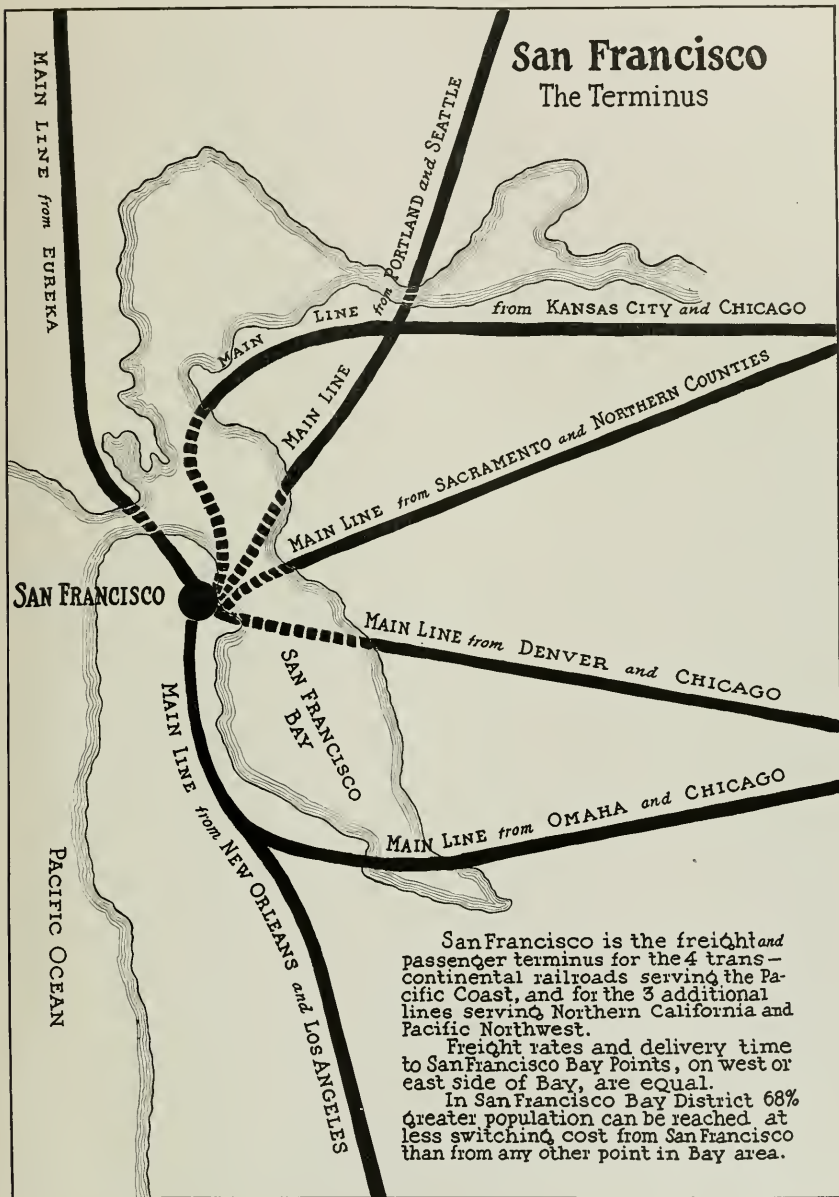 San Francisco
The Terminus
MAIN LINE from EUREKA
MAIN LINE from PORTLAND and SEATTLE
MAIN LINE from KANSAS CITY and CHICAGO
MAIN LINE from SACRAMENTO and NORTHERN COUNTIES
SAN FRANCISCO
MAIN LINE from DENVER and CHICAGO
SAN FRANCISCO
BAY
MAIN LINE from OMAHA and CHICAGO
MAIN LINE from NEW ORLEANS and LOS ANGELES
PACIFIC OCEAN
San Francisco is the freight and
passenger terminus for the 4 trans-
continental railroads serving the Pa-
cific Coast, and for the 3 additional
lines serving Northern California and
Pacific Northwest.
Freight rates and delivery time
to San Francisco Bay Points, on west or
east side of Bay, are equal.
In San Francisco Bay District 68%
greater population can be reached at
less switching cost from San Francisco
than from any other point in Bay area.